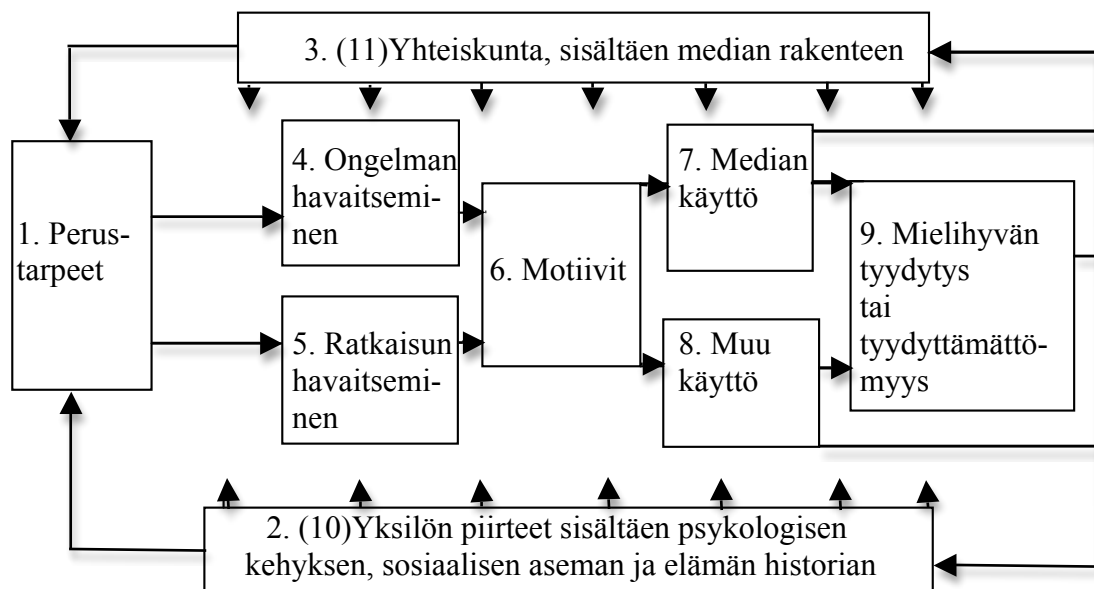 3. (11)Yhteiskunta, sisältäen median rakenteen
1. Perus-
tarpeet
4. Ongelman
havaitsemi-
nen
5. Ratkaisun
havaitsemi-
nen
6. Motiivit
7. Median
käyttö
8. Muu
käyttö
9. Mielihyvän
tyydytys
tai
tyydyttämättö-
myys
2. (10)Yksilön piirteet sisältäen psykologisen
kehyksen, sosiaalisen aseman ja elämän historian